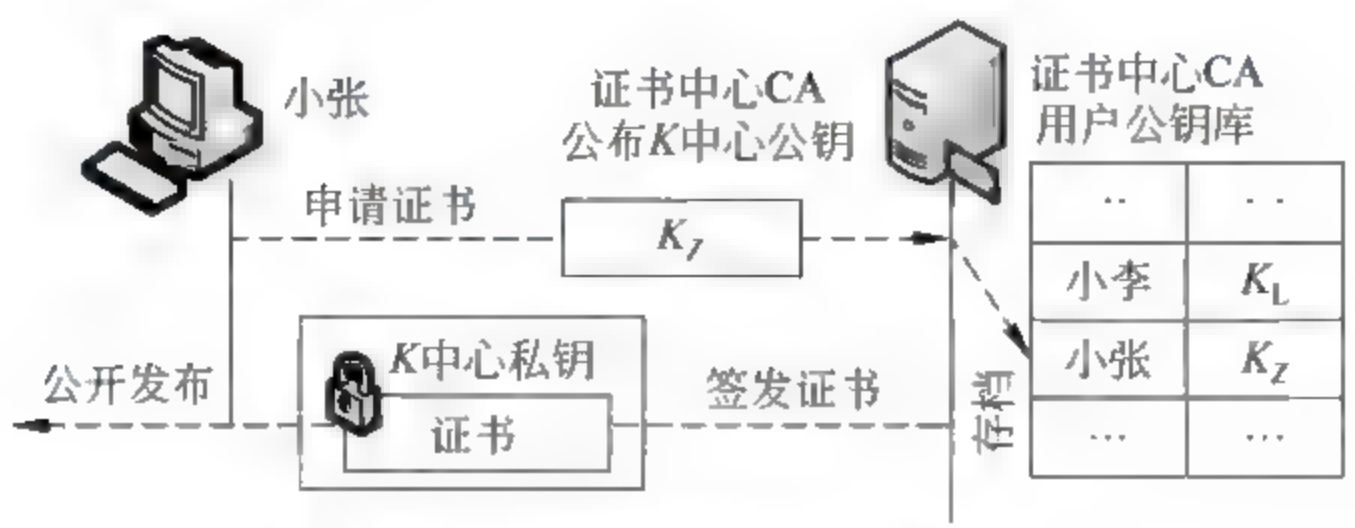 小张
证书中心CA
公布K中心公钥
证书中心CA
用户公钥库
申请证书
K_Z
.. ..
小李 K_L
小张 K_Z
... ...
存档
公开发布
K中心私钥
证书
签发证书